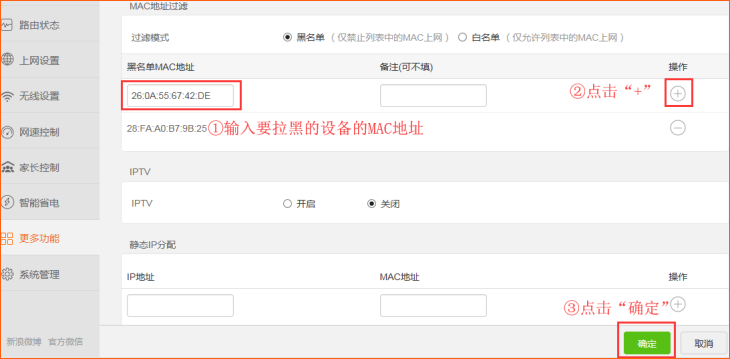 MAC地址过滤
路由状态
过滤模式
黑名单 (仅禁止列表中的MAC上网)
白名单 (仅允许列表中的MAC上网)
上网设置
黑名单MAC地址
备注(可不填)
操作
无线设置
26:0A:55:67:42:DE
②点击“+”
网速控制
28:FA:A0:B7:9B:25
①输入要拉黑的设备的MAC地址
家长控制
IPTV
智能省电
IPTV
开启
关闭
更多功能
静态IP分配
系统管理
IP地址
MAC地址
操作
③点击“确定”
新浪微博 官方微信
确定
取消